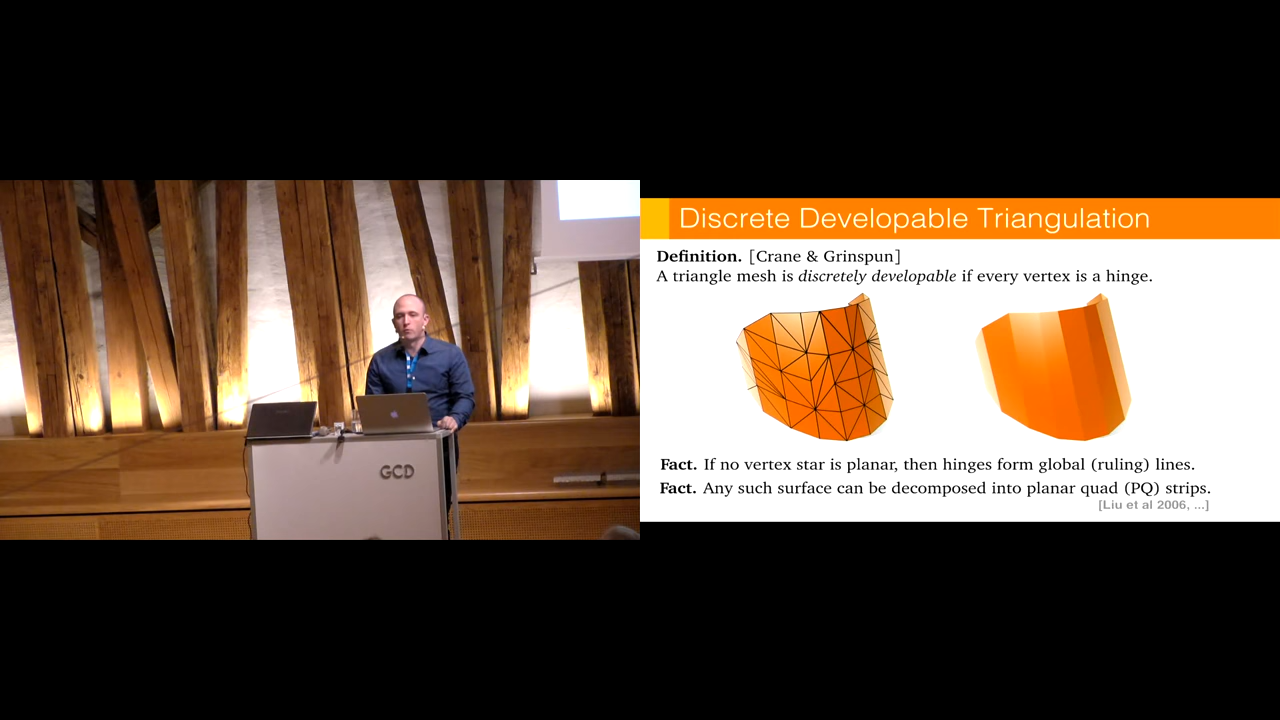 GCD
Discrete Developable Triangulation
Definition. [Crane & Grinspun]
A triangle mesh is discretely developable if every vertex is a hinge.
Fact. If no vertex star is planar, then hinges form global (ruling) lines.
Fact. Any such surface can be decomposed into planar quad (PQ) strips.
[Liu et al 2006, ...]